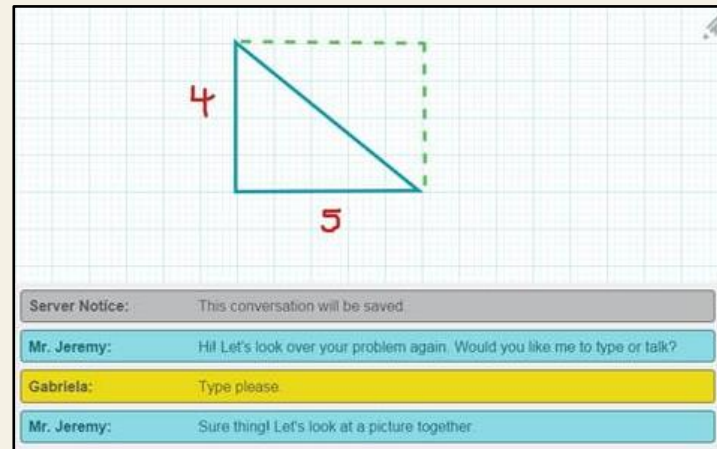 4
5
Server Notice: This conversation will be saved.
Mr. Jeremy: Hi! Let's look over your problem again. Would you like me to type or talk?
Gabriela: Type please.
Mr. Jeremy: Sure thing! Let's look at a picture together.